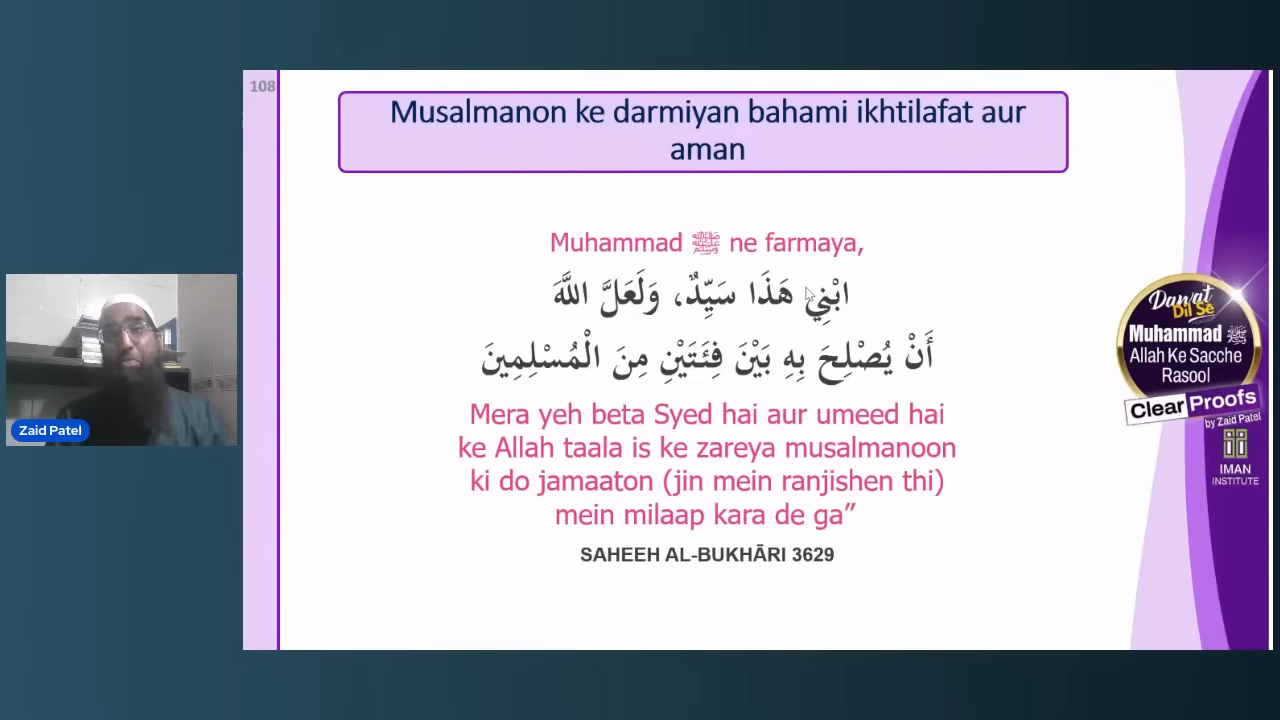 108
Musalmanon ke darmiyan bahami ikhtilafat aur
aman
Muhammad ﷺ ne farmaya,
ابْنِي هَذَا سَيِّدٌ، وَلَعَلَّ اللَّهَ
أَنْ يُصْلِحَ بِهِ بَيْنَ فِئَتَيْنِ مِنَ الْمُسْلِمِينَ
Mera yeh beta Syed hai aur umeed hai
ke Allah taala is ke zareya musalmanoon
ki do jamaaton (jin mein ranjishen thi)
mein milaap kara de ga”
SAHEEH AL-BUKHĀRI 3629
Zaid Patel
Dawat
Dil Se
Muhammad ﷺ
Allah Ke Sacche
Rasool
Clear Proofs
by Zaid Patel
IMAN
INSTITUTE